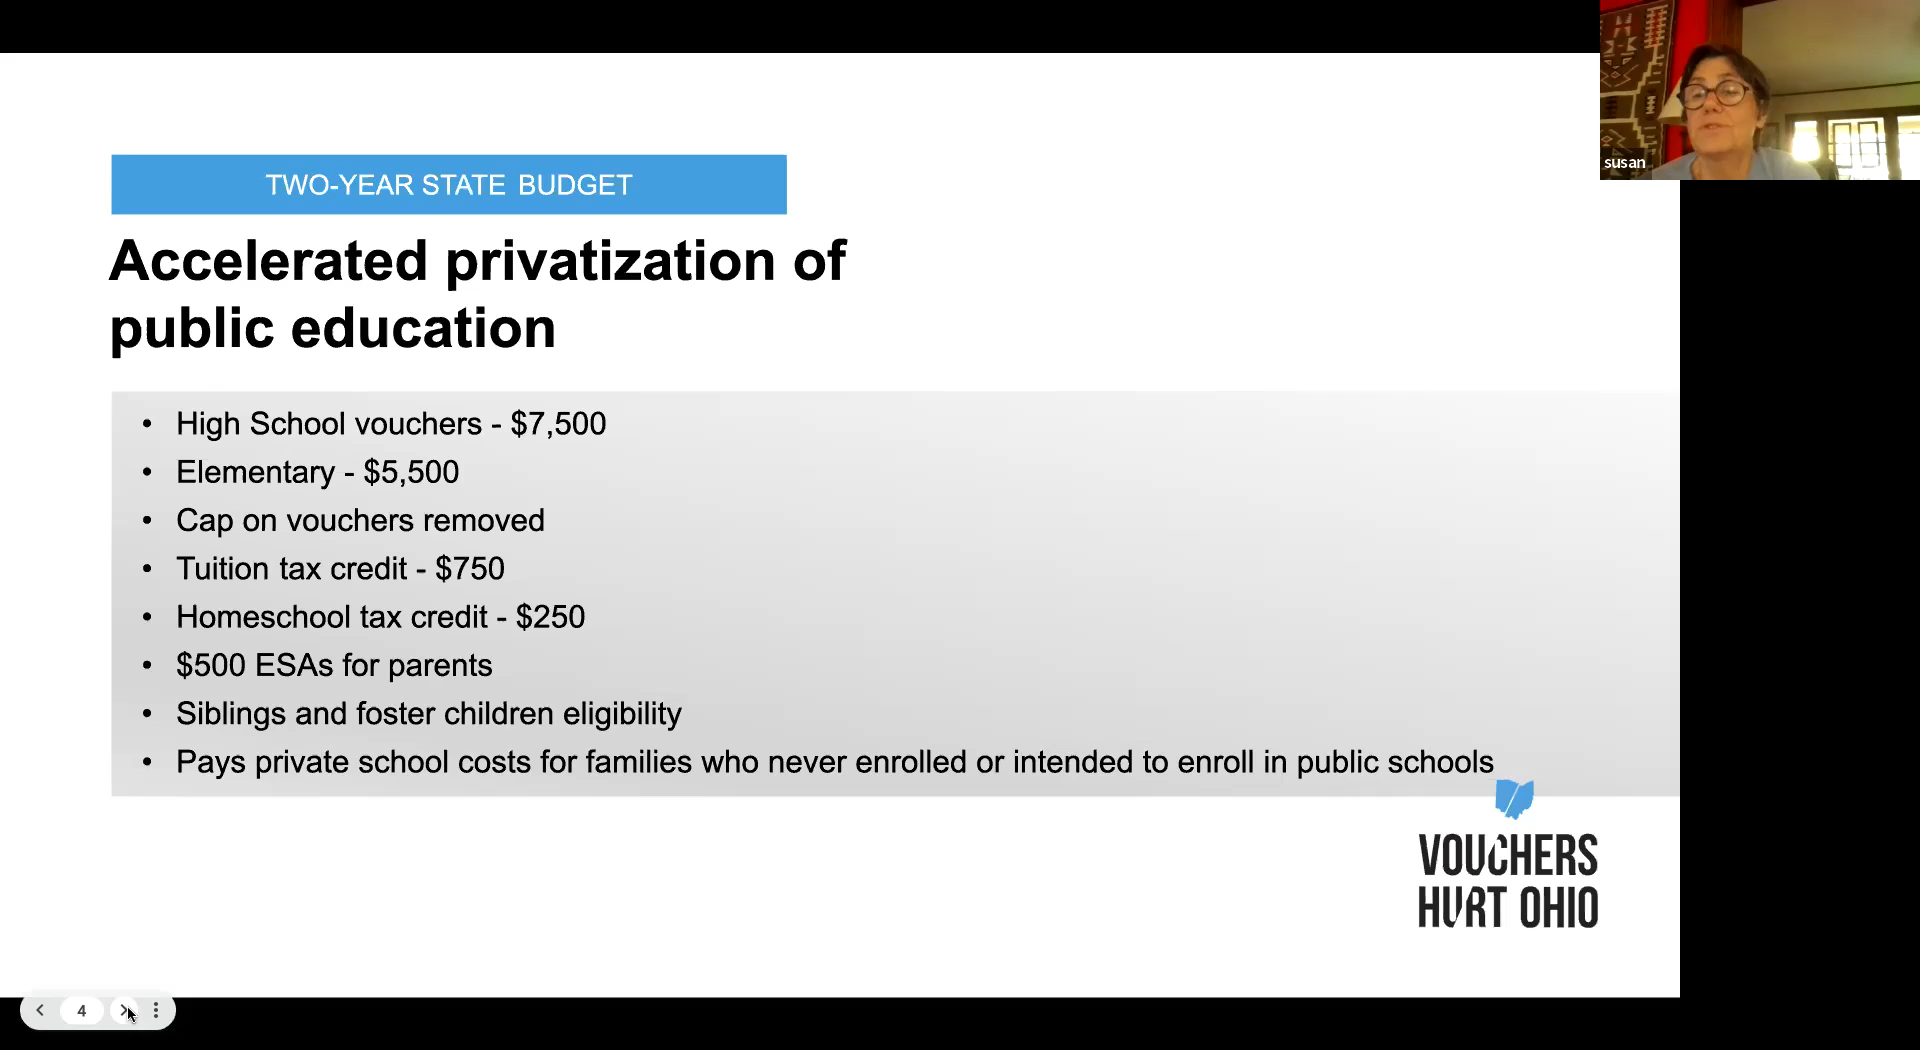 susan
TWO-YEAR STATE BUDGET
Accelerated privatization of
public education
• High School vouchers - $7,500
• Elementary - $5,500
• Cap on vouchers removed
• Tuition tax credit - $750
• Homeschool tax credit - $250
• $500 ESAs for parents
• Siblings and foster children eligibility
• Pays private school costs for families who never enrolled or intended to enroll in public schools
VOUCHERS
HURT OHIO
4